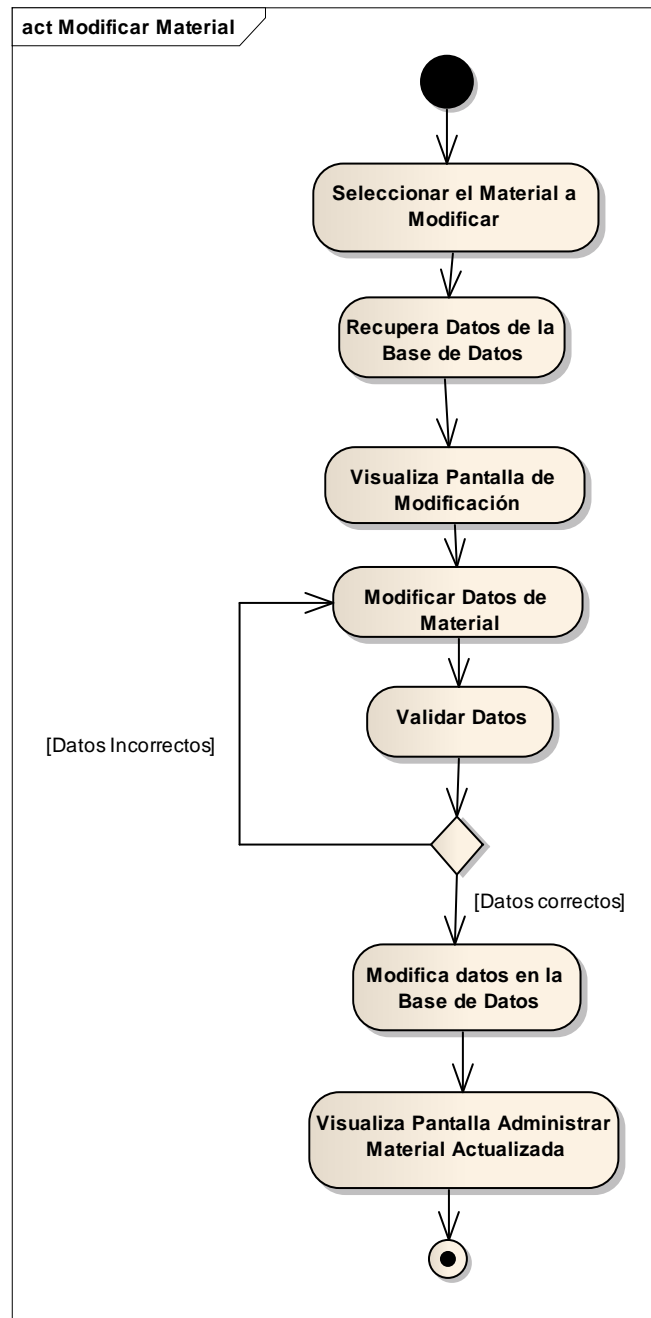 act Modificar Material
Seleccionar el Material a
Modificar
Recupera Datos de la
Base de Datos
Visualiza Pantalla de
Modificación
Modificar Datos de
Material
Validar Datos
[Datos Incorrectos]
[Datos correctos]
Modifica datos en la
Base de Datos
Visualiza Pantalla Administrar
Material Actualizada